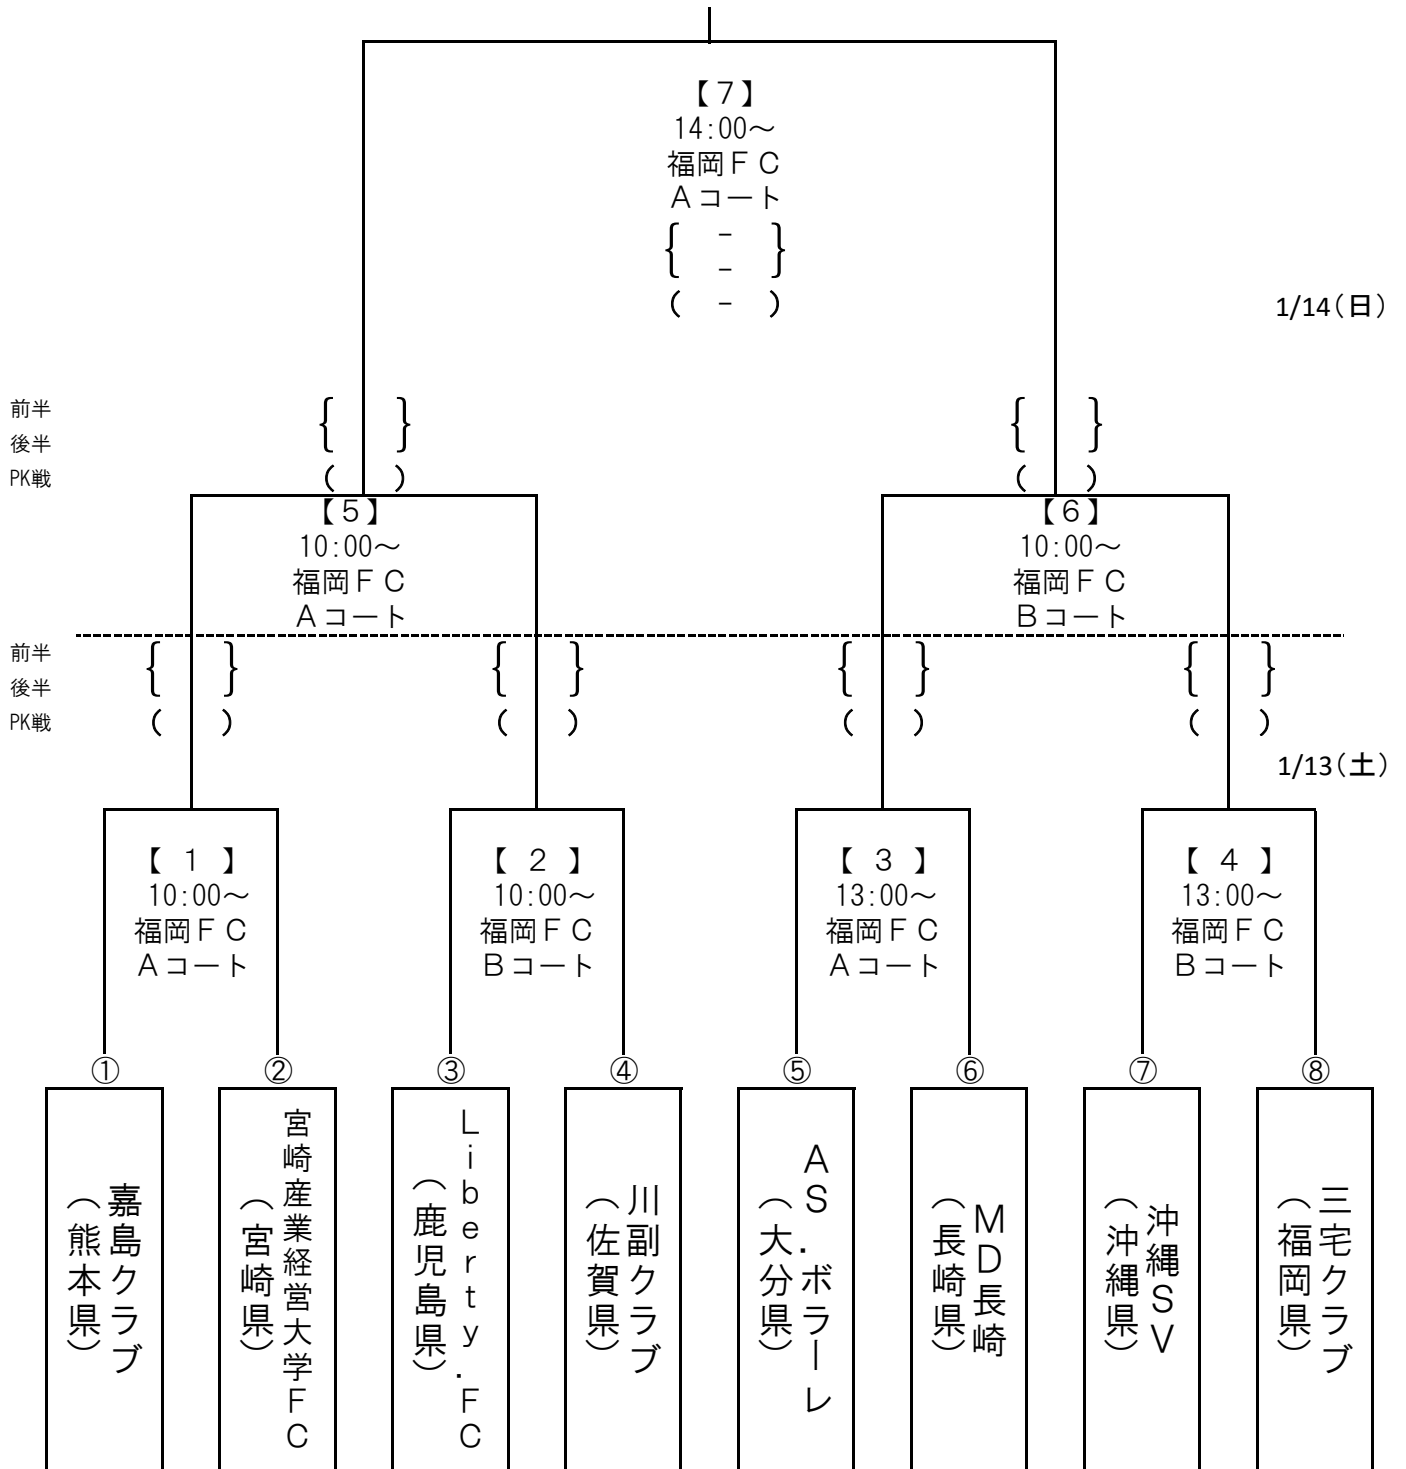 【７】
14:00～
福岡ＦＣ
Ａコート
{ － }
{ － }
( － )
1/14（日）
前半
後半
PK戦
{ }
( )
{ }
( )
【５】
10:00～
福岡ＦＣ
Ａコート
【６】
10:00～
福岡ＦＣ
Ｂコート
前半
後半
PK戦
{ }
( )
{ }
( )
{ }
( )
{ }
( )
1/13（土）
【 １ 】
10:00～
福岡ＦＣ
Ａコート
【 ２ 】
10:00～
福岡ＦＣ
Ｂコート
【 ３ 】
13:00～
福岡ＦＣ
Ａコート
【 ４ 】
13:00～
福岡ＦＣ
Ｂコート
①
嘉島クラブ
（熊本県）
②
宮崎産業経営大学ＦＣ
（宮崎県）
③
Ｌｉｂｅｒｔｙ．ＦＣ
（鹿児島県）
④
川副クラブ
（佐賀県）
⑤
ＡＳ．ボラーレ
（大分県）
⑥
ＭＤ長崎
（長崎県）
⑦
沖縄ＳＶ
（沖縄県）
⑧
三宅クラブ
（福岡県）